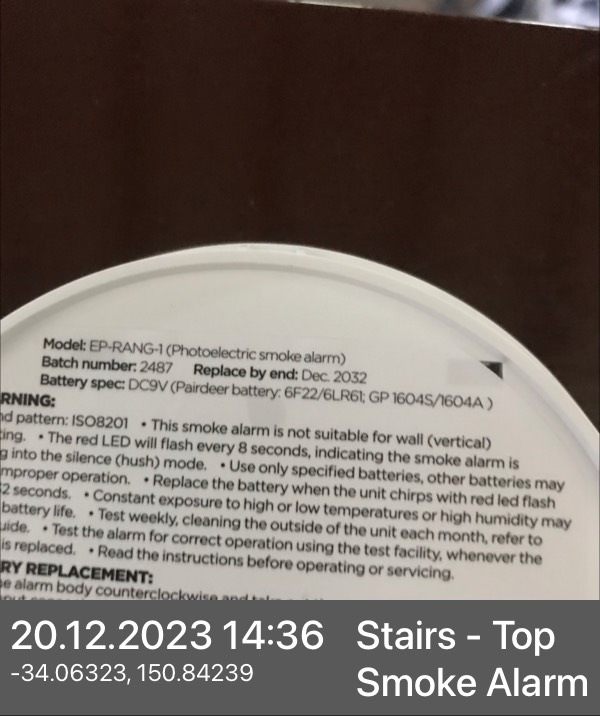 Model: EP-RANG-1 (Photoelectric smoke alarm)
Batch number: 2487 Replace by end: Dec. 2032
Battery spec: DC9V (Pairdeer battery: 6F22/6LR61; GP 1604S/1604A )
RNING:
nd pattern: ISO8201 • This smoke alarm is not suitable for wall (vertical)
ing. • The red LED will flash every 8 seconds, indicating the smoke alarm is
g into the silence (hush) mode. • Use only specified batteries, other batteries may
mproper operation. • Replace the battery when the unit chirps with red led flash
2 seconds. • Constant exposure to high or low temperatures or high humidity may
battery life. • Test weekly, cleaning the outside of the unit each month, refer to
uide. • Test the alarm for correct operation using the test facility, whenever the
is replaced. • Read the instructions before operating or servicing.
RY REPLACEMENT:
e alarm body counterclockwise and
20.12.2023 14:36
-34.06323, 150.84239
Stairs - Top
Smoke Alarm